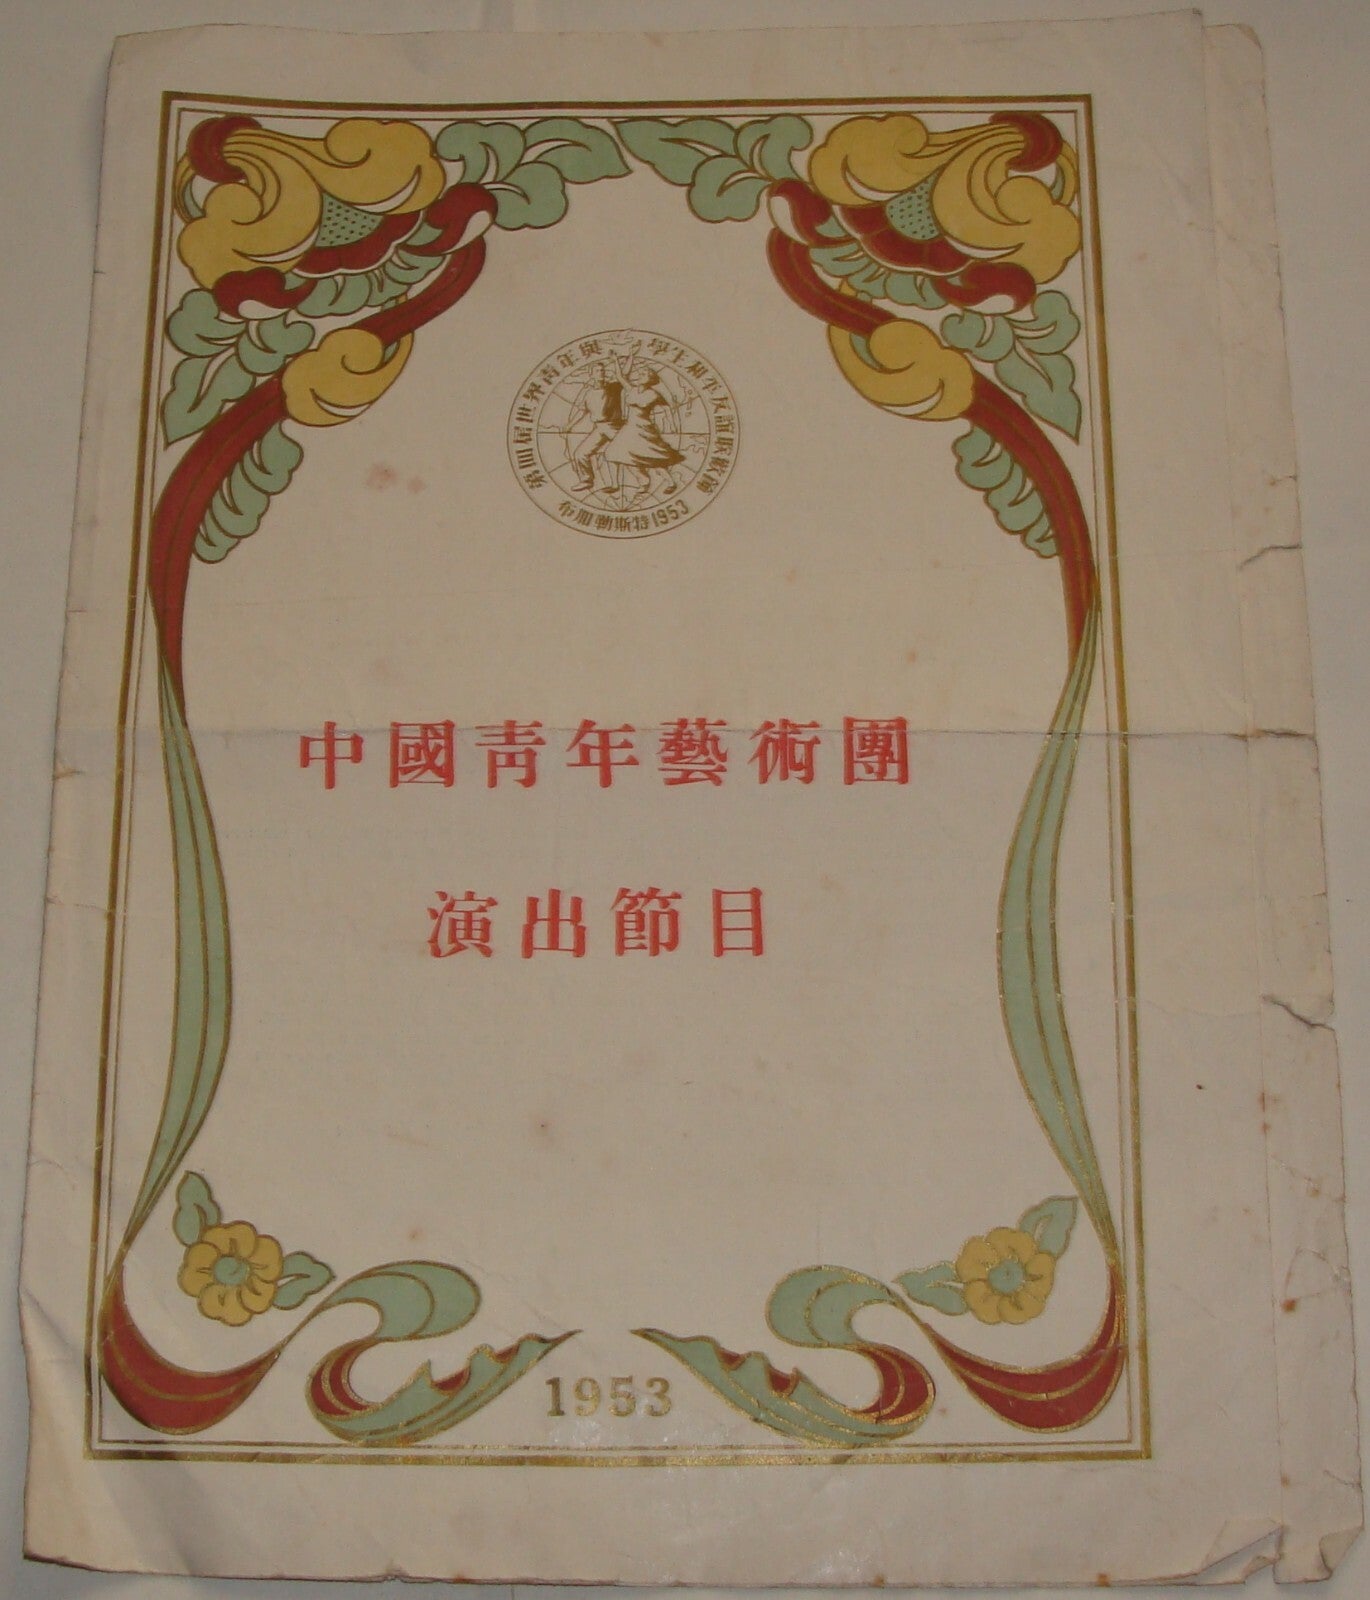 第四屆世界青年與學生和平友誼聯歡節
布加勒斯特1953
中國青年藝術團
演出節目
1953